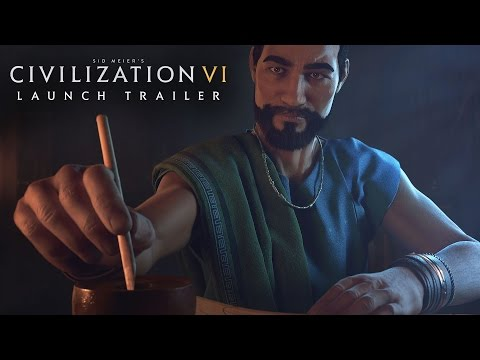 SID MEIER'S
CIVILIZATION VI
LAUNCH TRAILER